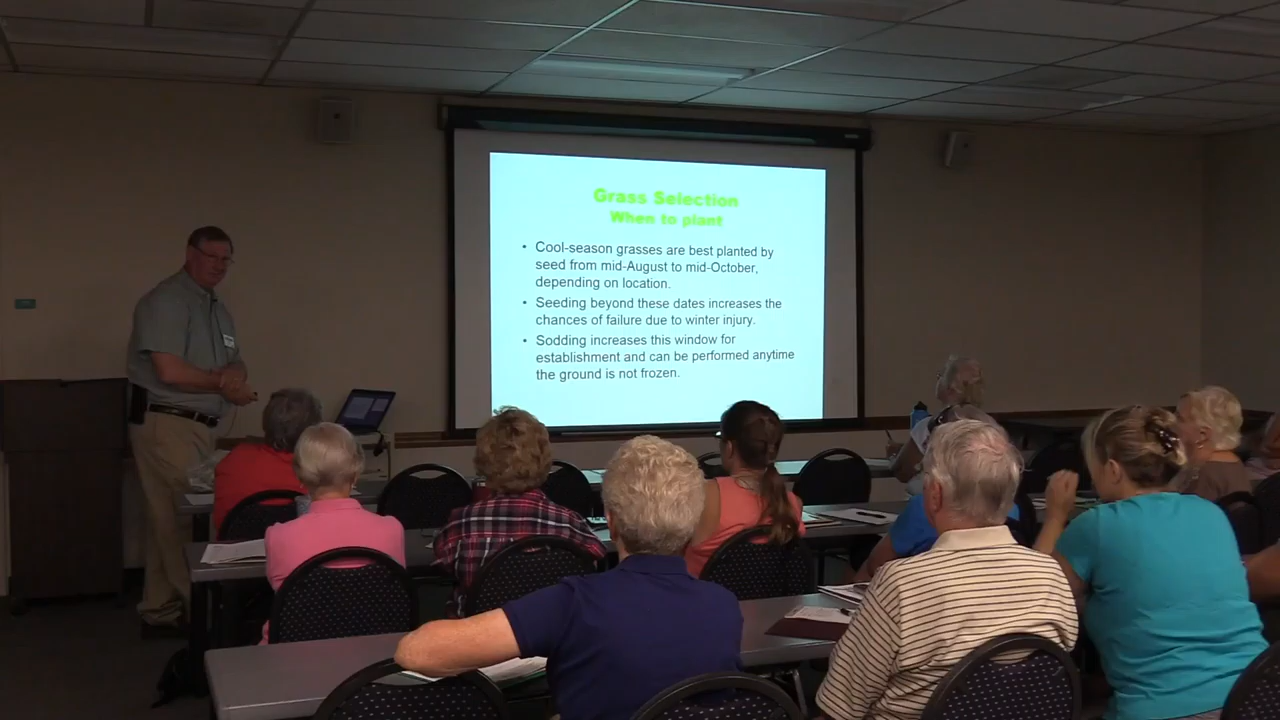 Grass Selection
When to plant
• Cool-season grasses are best planted by
seed from mid-August to mid-October,
depending on location.
• Seeding beyond these dates increases the
chances of failure due to winter injury.
• Sodding increases this window for
establishment and can be performed anytime
the ground is not frozen.